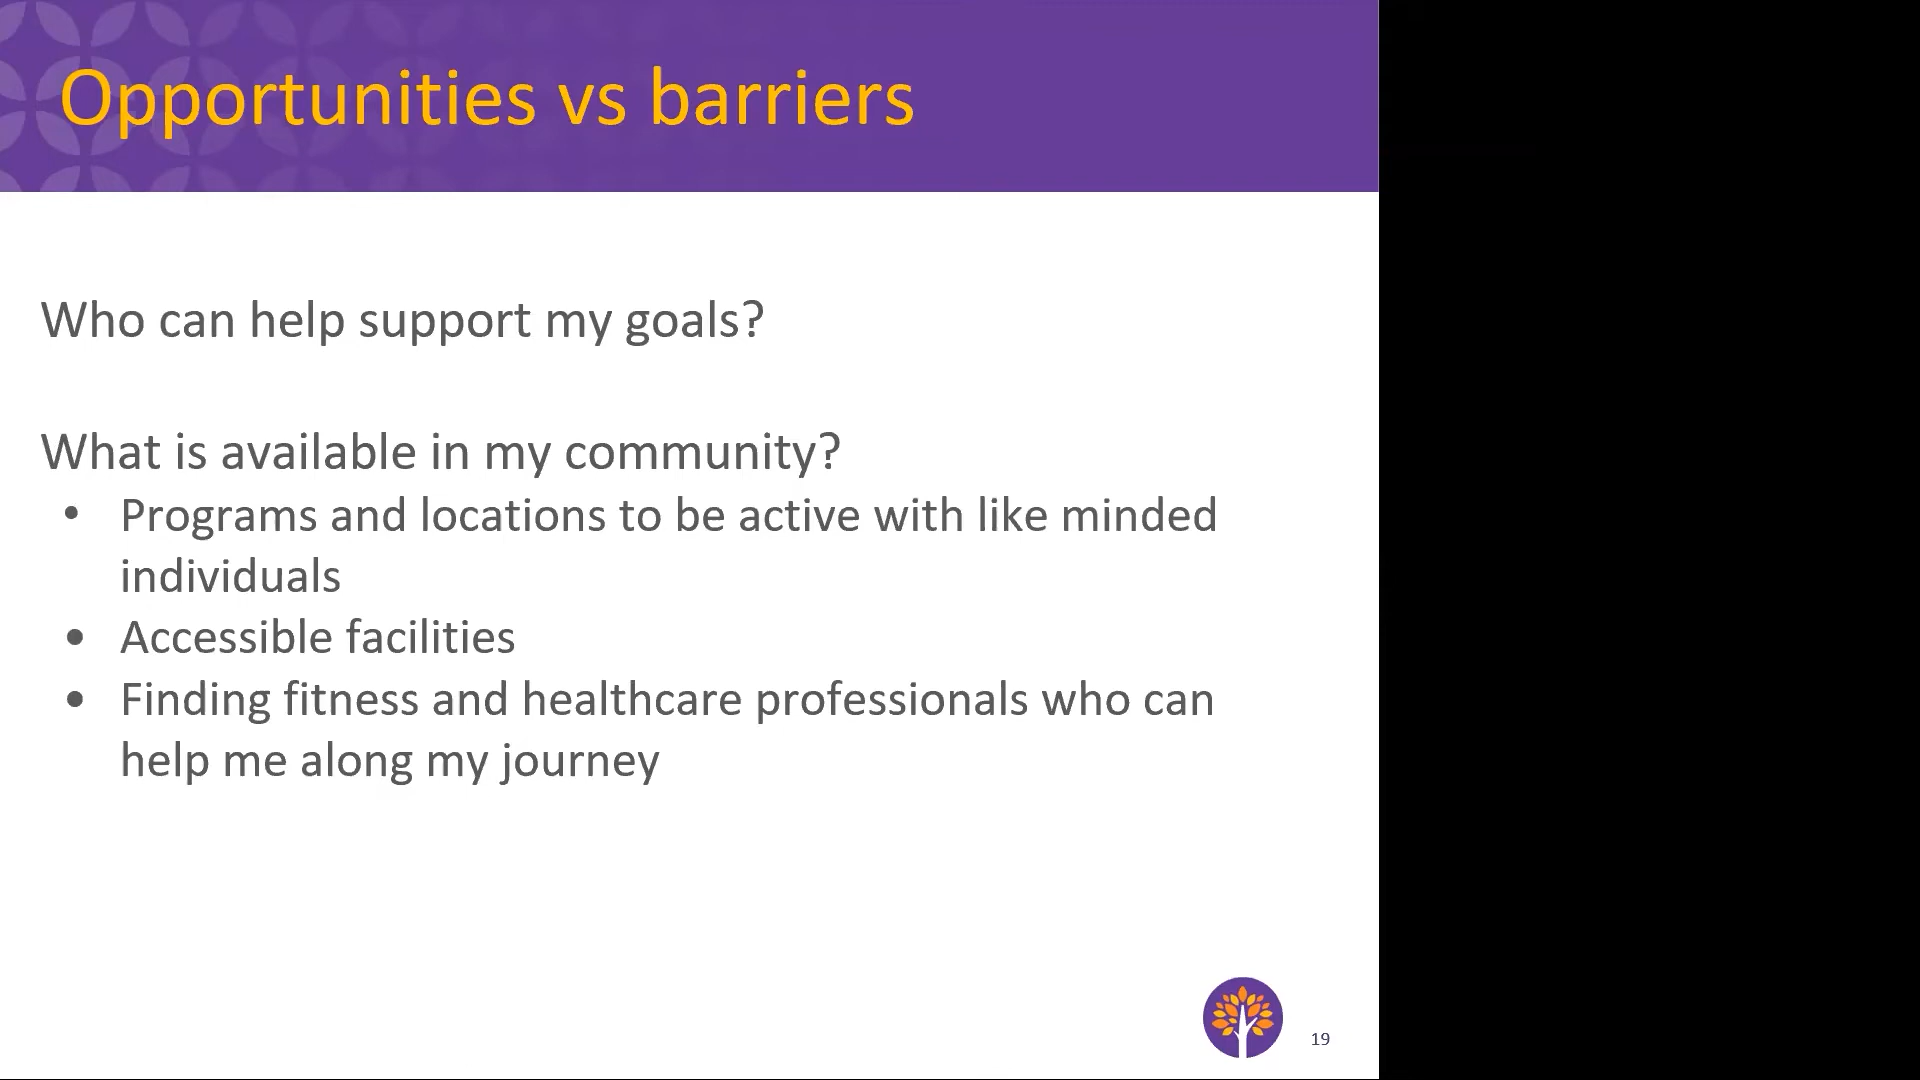 Opportunities vs barriers
Who can help support my goals?
What is available in my community?
• Programs and locations to be active with like minded
individuals
• Accessible facilities
• Finding fitness and healthcare professionals who can
help me along my journey
19